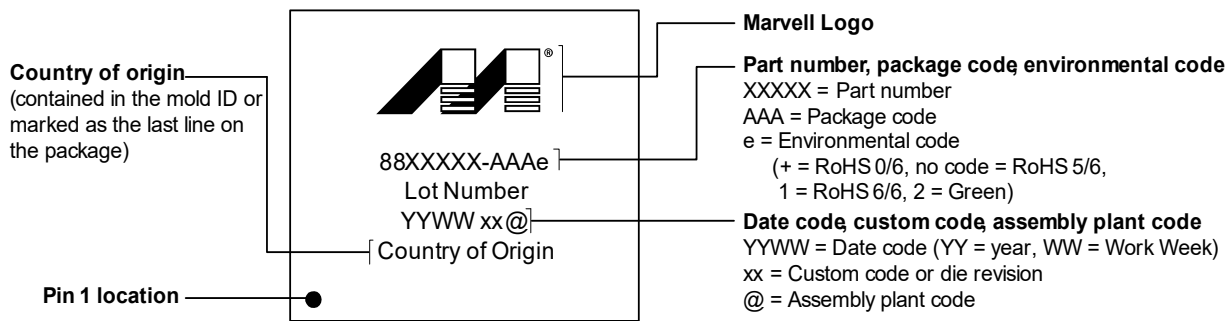 Marvell Logo
Country of origin
(contained in the mold ID or
marked as the last line on
the package)
®
88XXXXX-AAAe
Lot Number
YYWW xx@
Country of Origin
Pin 1 location
Part number, package code, environmental code
XXXXX = Part number
AAA = Package code
e = Environmental code
(+ = RoHS 0/6, no code = RoHS 5/6,
1 = RoHS 6/6, 2 = Green)
Date code, custom code, assembly plant code
YYWW = Date code (YY = year, WW = Work Week)
xx = Custom code or die revision
@ = Assembly plant code